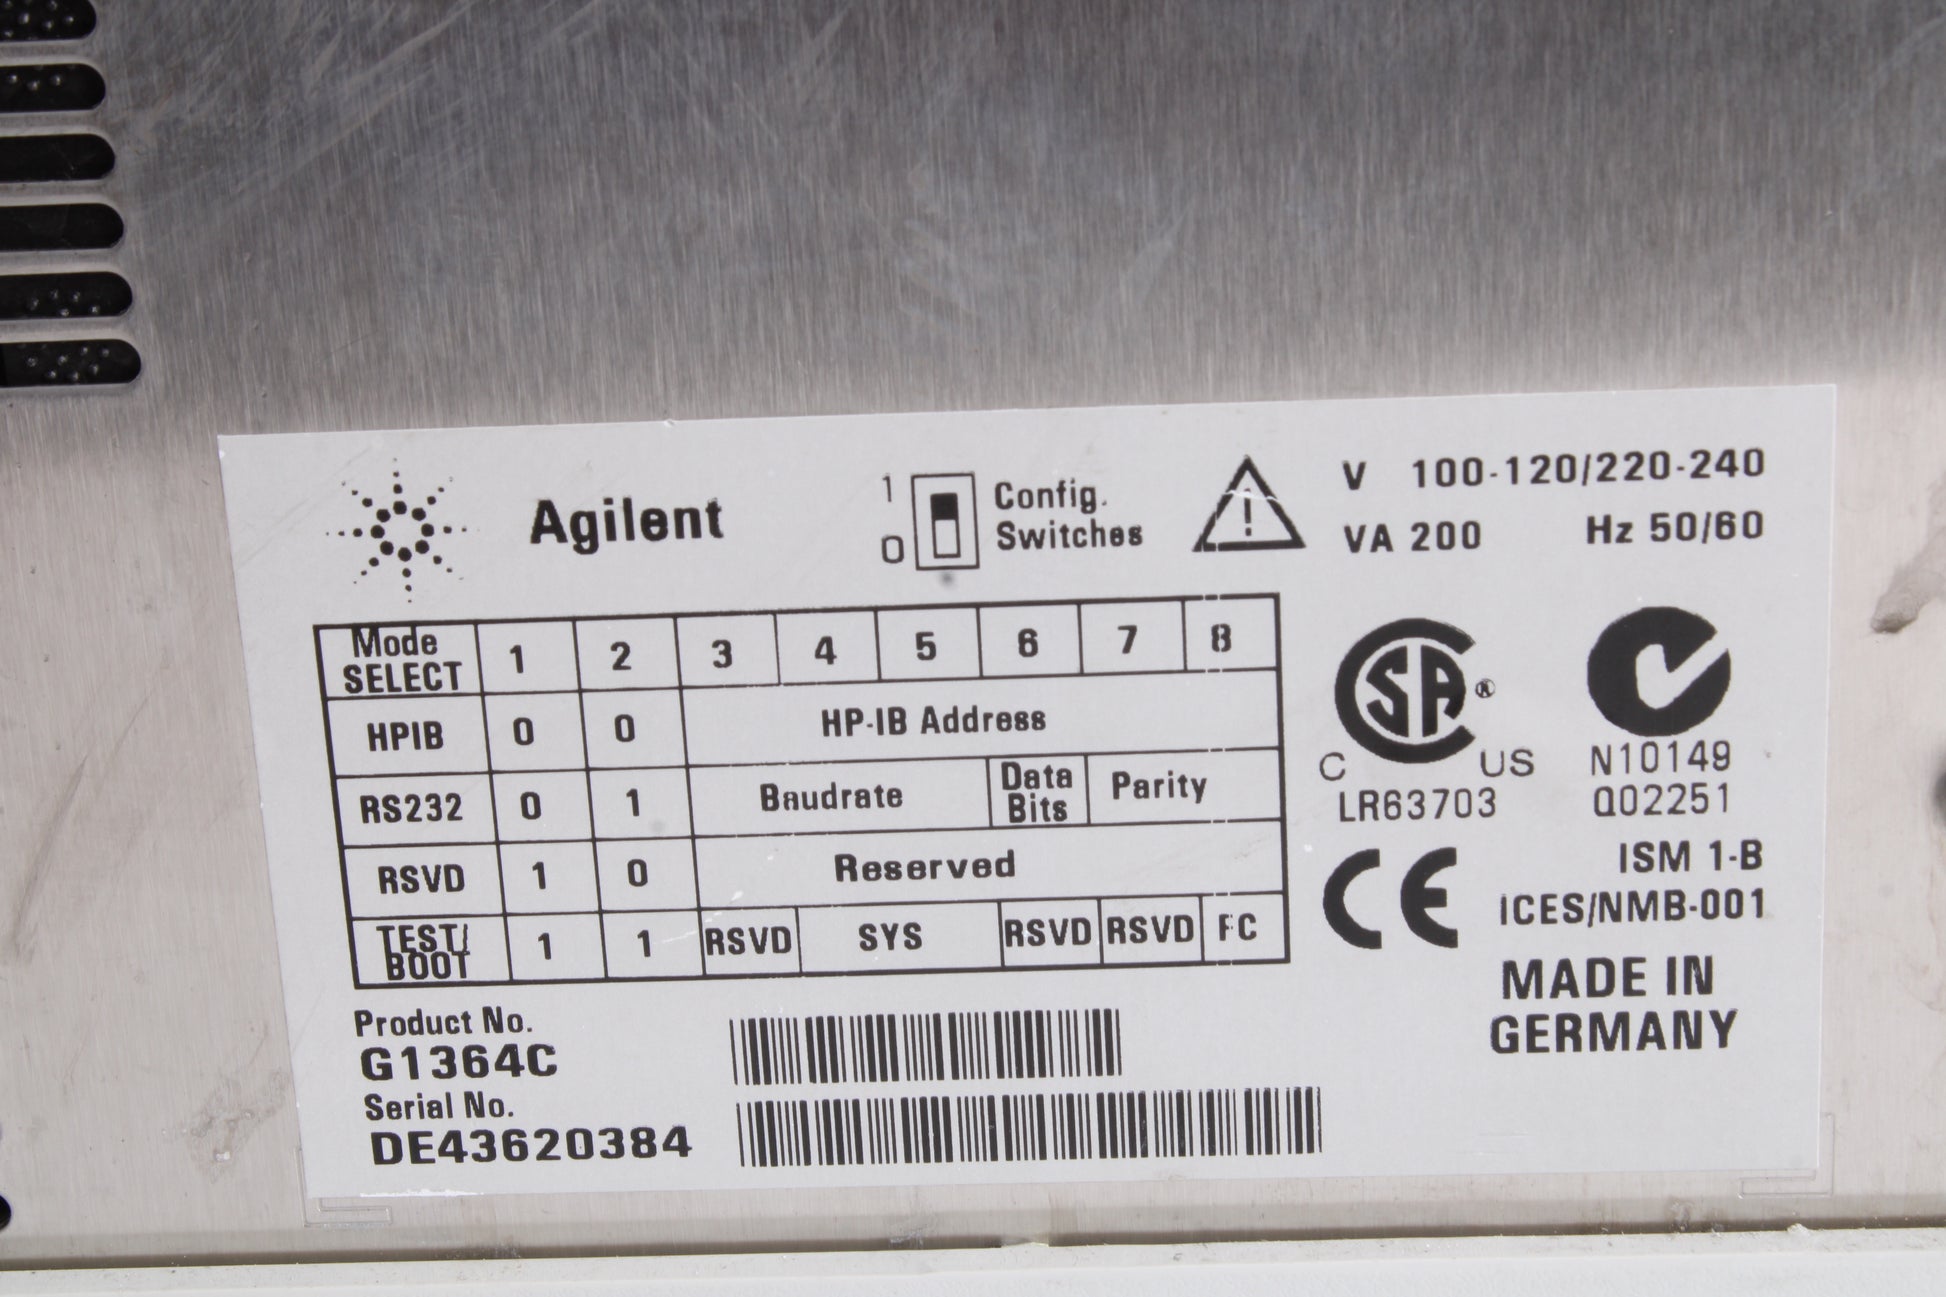 Agilent
1
0
Config.
Switches
V 100-120/220-240
VA 200 Hz 50/60
Mode
SELECT 1 2 3 4 5 6 7 8
HPIB 0 0 HP-IB Address
RS232 0 1 Baudrate Data Bits Parity
RSVD 1 0 Reserved
TEST/
BOOT 1 1 RSVD SYS RSVD RSVD FC
SA ®
C US
LR63703
N10149
Q02251
CE
ISM 1-B
ICES/NMB-001
MADE IN
GERMANY
Product No.
G1364C
Serial No.
DE43620384